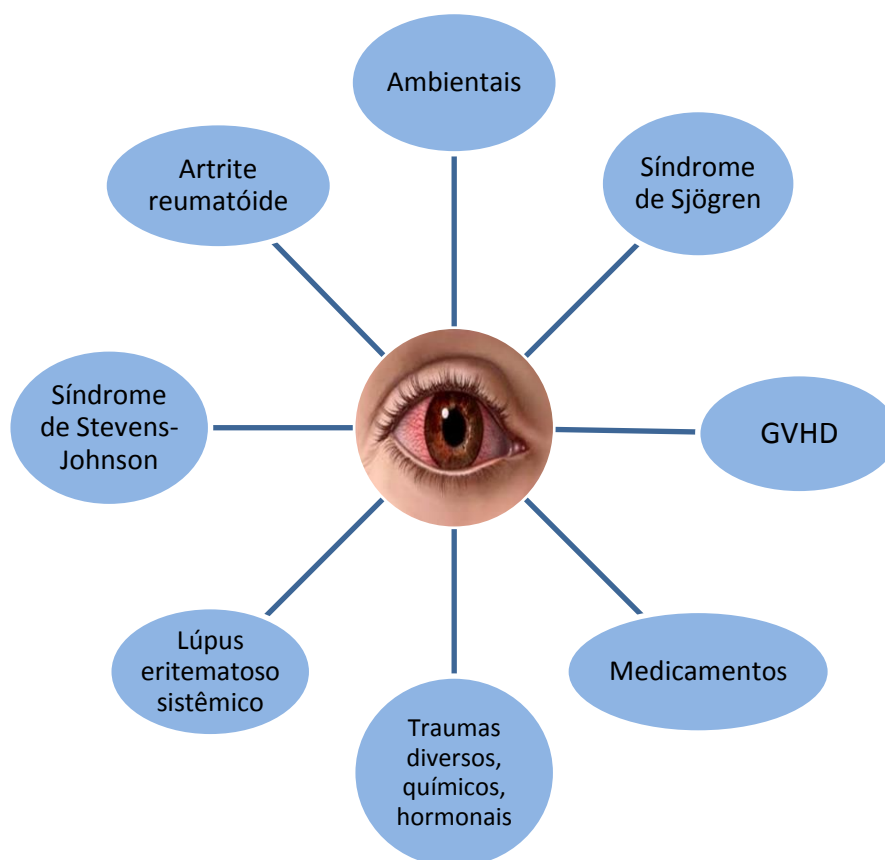 Ambientais
Síndrome
de Sjögren
GVHD
Medicamentos
Traumas
diversos,
químicos,
hormonais
Lúpus
eritematoso
sistêmico
Síndrome
de Stevens-
Johnson
Artrite
reumatóide